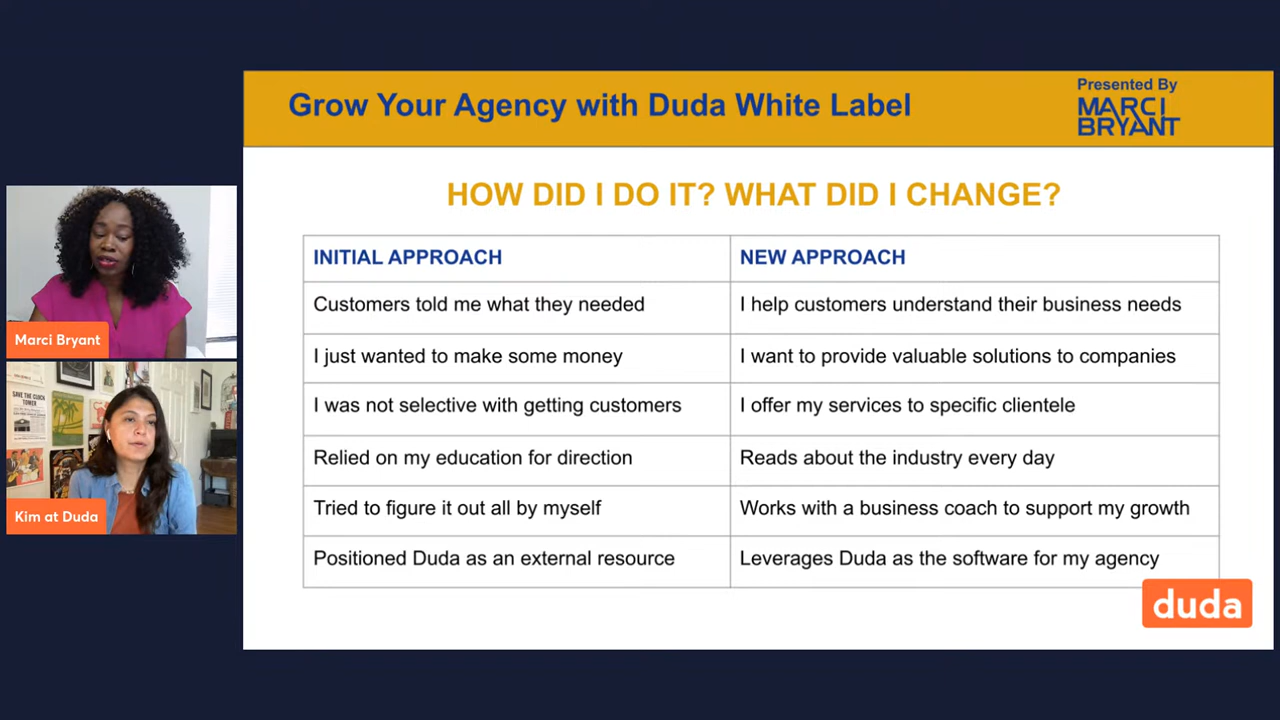 Grow Your Agency with Duda White Label
Presented By
MARCI
BRYANT
HOW DID I DO IT? WHAT DID I CHANGE?
INITIAL APPROACH
NEW APPROACH
Customers told me what they needed
I help customers understand their business needs
I just wanted to make some money
I want to provide valuable solutions to companies
I was not selective with getting customers
I offer my services to specific clientele
Relied on my education for direction
Reads about the industry every day
Tried to figure it out all by myself
Works with a business coach to support my growth
Positioned Duda as an external resource
Leverages Duda as the software for my agency
duda
Marci Bryant
SAVE THE CLOCK
TOWER
Kim at Duda